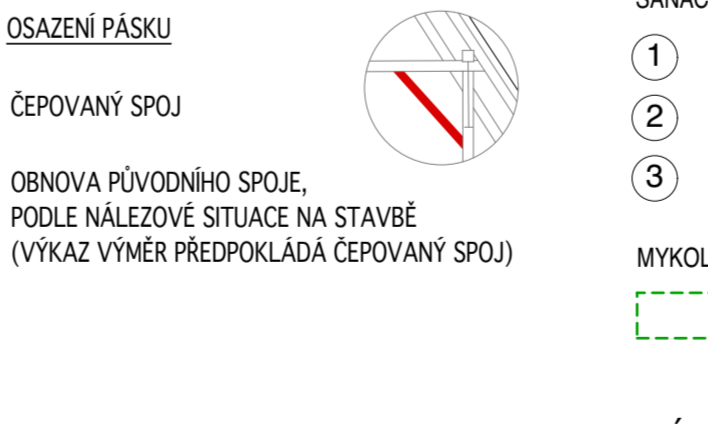 OSAZENÍ PÁSKU
ČEPOVANÝ SPOJ
OBNOVA PŮVODNÍHO SPOJE,
PODLE NÁLEZOVÉ SITUACE NA STAVBĚ
(VÝKAZ VÝMĚR PŘEDPOKLÁDÁ ČEPOVANÝ SPOJ)
1
2
3